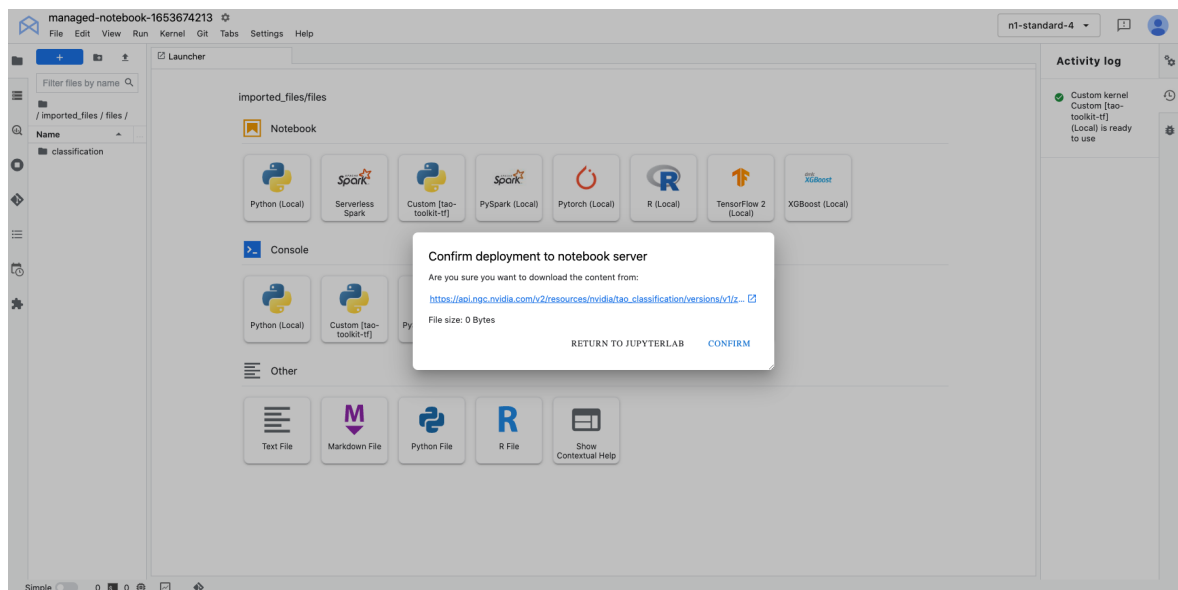 managed-notebook-1653674213
File Edit View Run Kernel Git Tabs Settings Help
n1-standard-4
Launcher
Filter files by name
/ imported_files / files /
Name
classification
imported_files/files
Notebook
Python (Local)
Serverless Spark
Custom [tao-toolkit-tf]
PySpark (Local)
Pytorch (Local)
R (Local)
TensorFlow 2 (Local)
XGBoost (Local)
Console
Python (Local)
Custom [tao-toolkit-tf]
Py
Confirm deployment to notebook server
Are you sure you want to download the content from:
https://api.ngc.nvidia.com/v2/resources/nvidia/tao_classification/versions/v1/z...
File size: 0 Bytes
RETURN TO JUPYTERLAB CONFIRM
Other
Text File
Markdown File
Python File
R File
Show Contextual Help
Activity log
Custom kernel
Custom [tao-
toolkit-tf]
(Local) is ready
to use
Simple 0 0